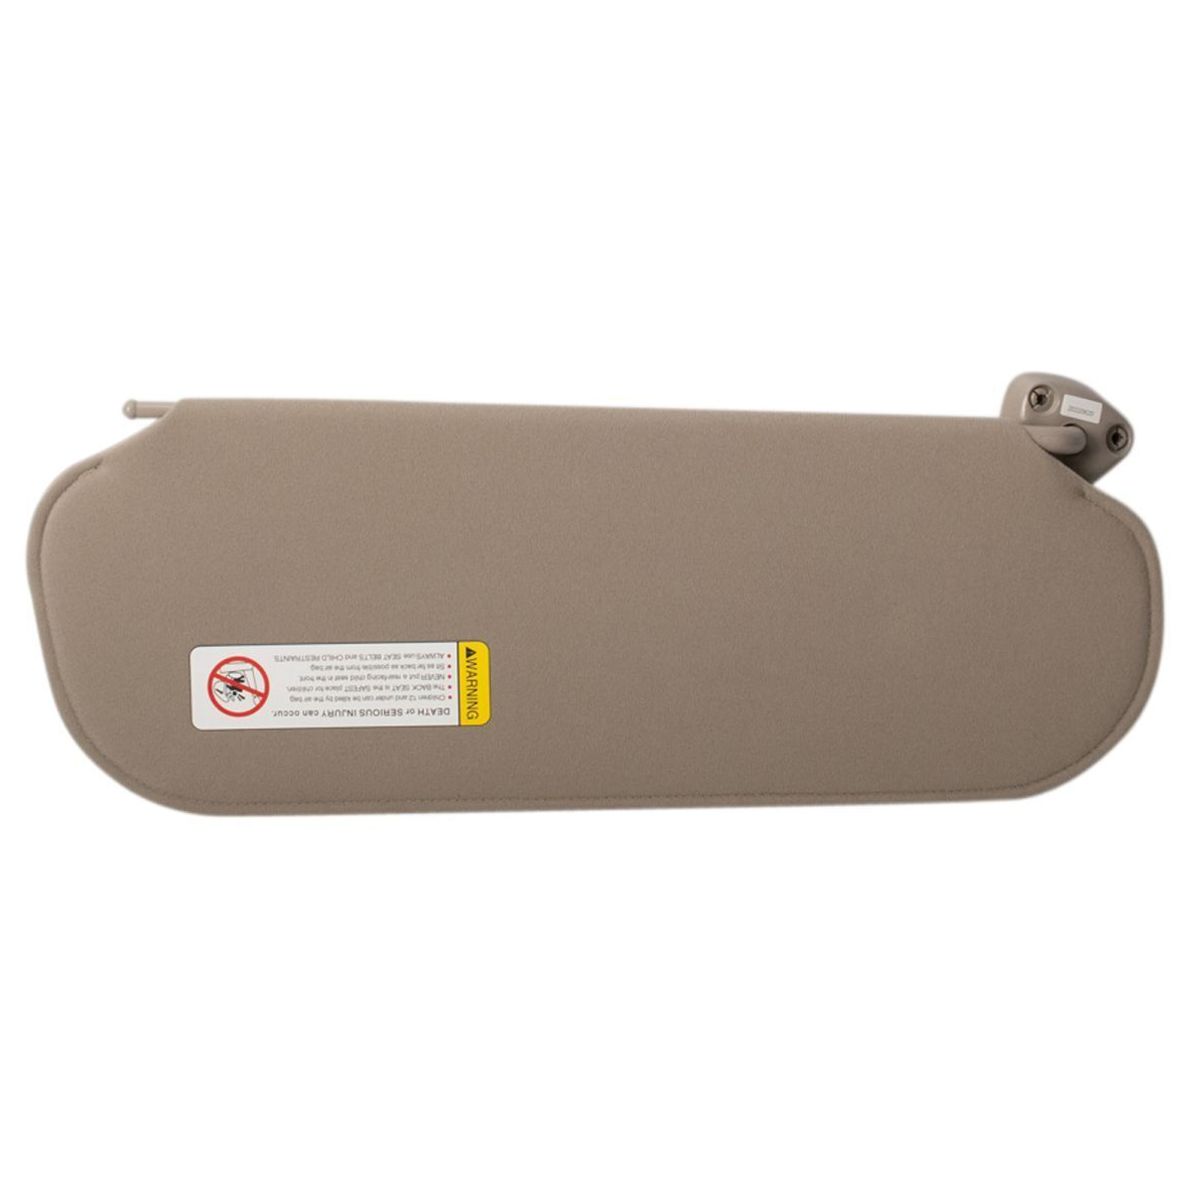 WARNING
DEATH or SERIOUS INJURY can occur.
• Children 12 and under can be killed by the air bag.
• The BACK SEAT is the SAFEST place for children.
• NEVER put a rear-facing child seat in the front.
• Sit as far back as possible from the air bag.
• ALWAYS use SEAT BELTS and CHILD RESTRAINTS.